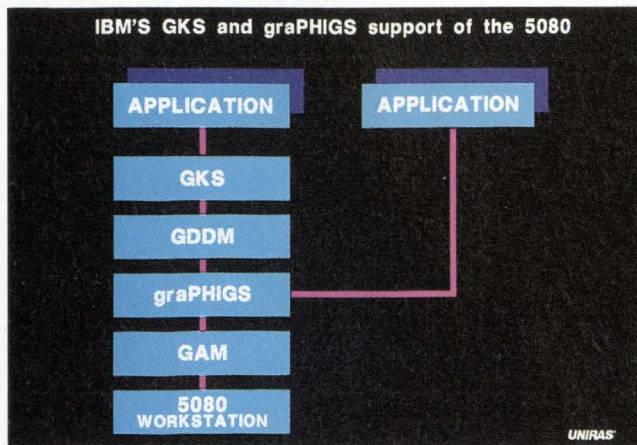 IBM'S GKS and graPHIGS support of the 5080
APPLICATION
APPLICATION
GKS
GDDM
graPHIGS
GAM
5080
WORKSTATION
UNIRAS